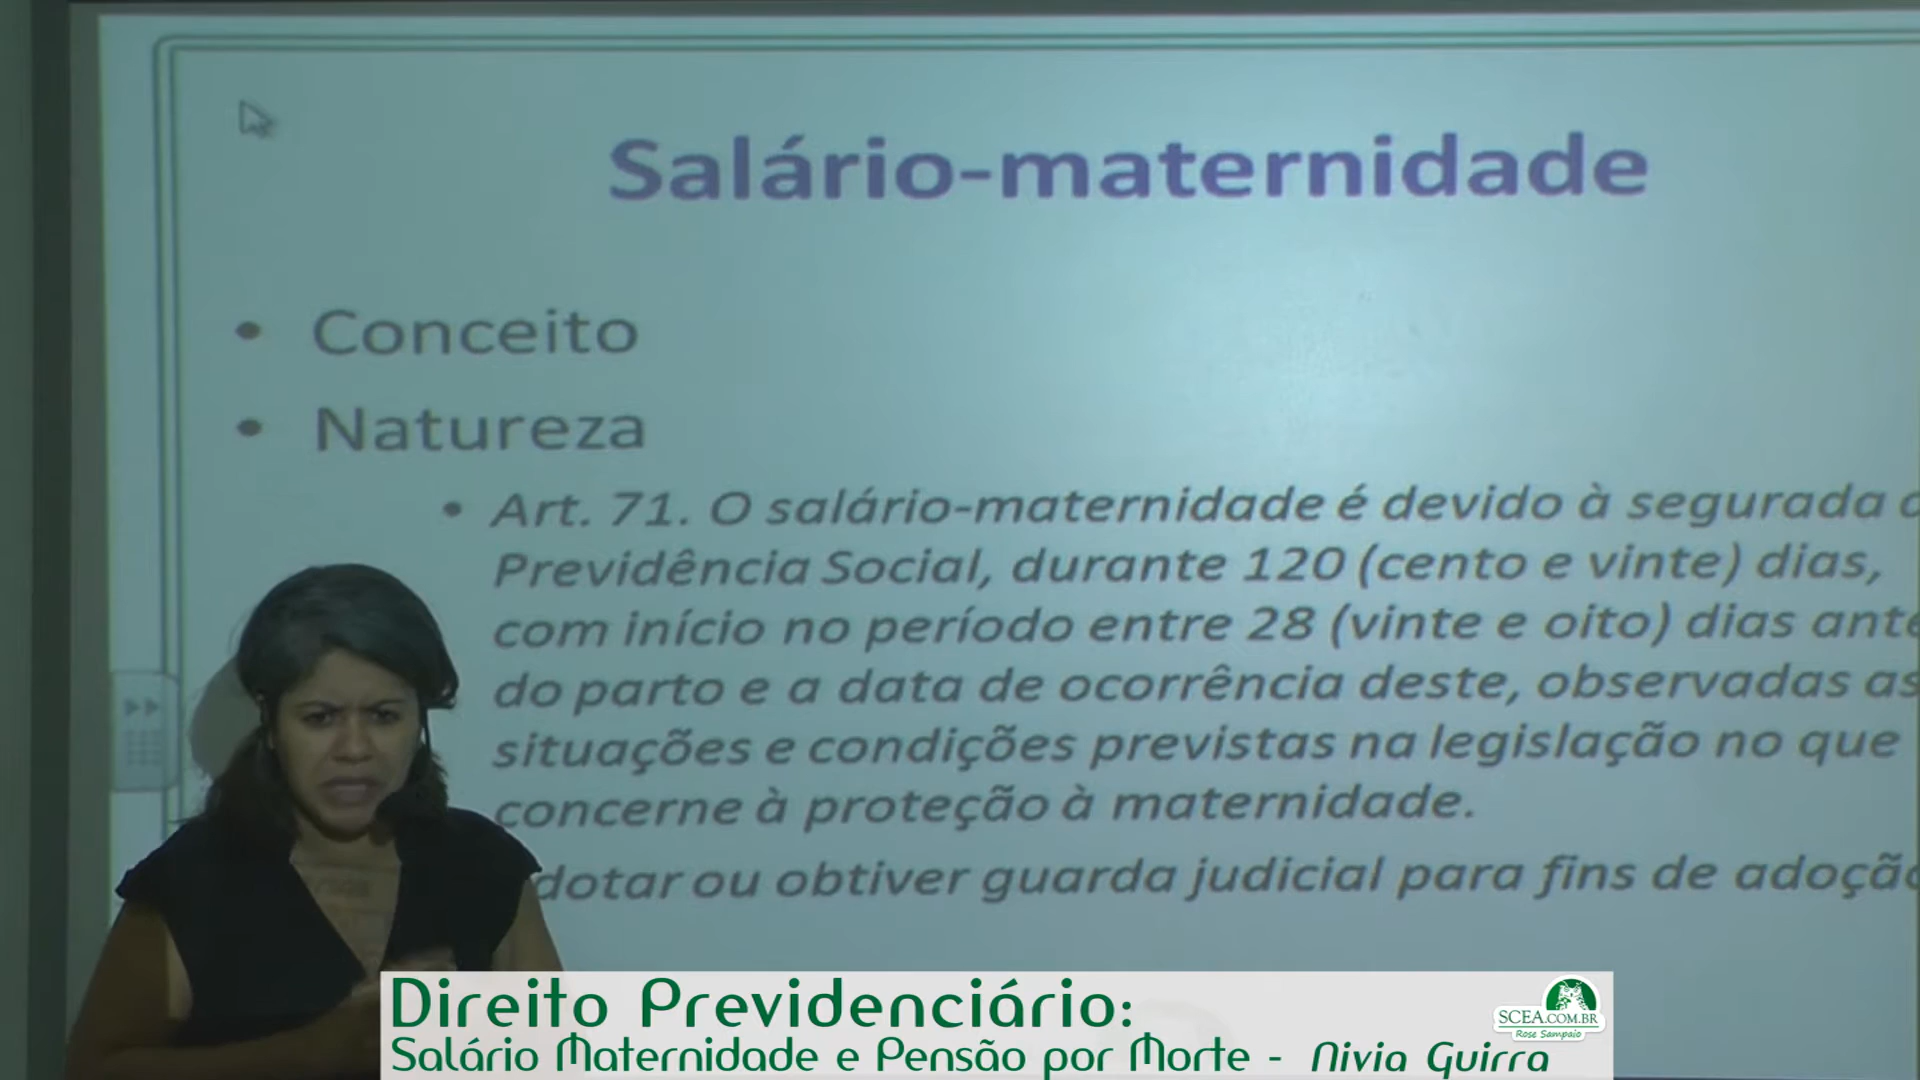 Salário-maternidade
• Conceito
• Natureza
• Art. 71. O salário-maternidade é devido à segurada
Previdência Social, durante 120 (cento e vinte) dias,
com início no período entre 28 (vinte e oito) dias
do parto e a data de ocorrência deste, observadas as
situações e condições previstas na legislação no que
concerne à proteção à maternidade.
dotar ou obtiver guarda judicial para fins de adoçã
Direito Previdenciário:
Salário Maternidade e Pensão por Morte - Nivia Guirra
SCEA.COM.BR
Rose Sampaio